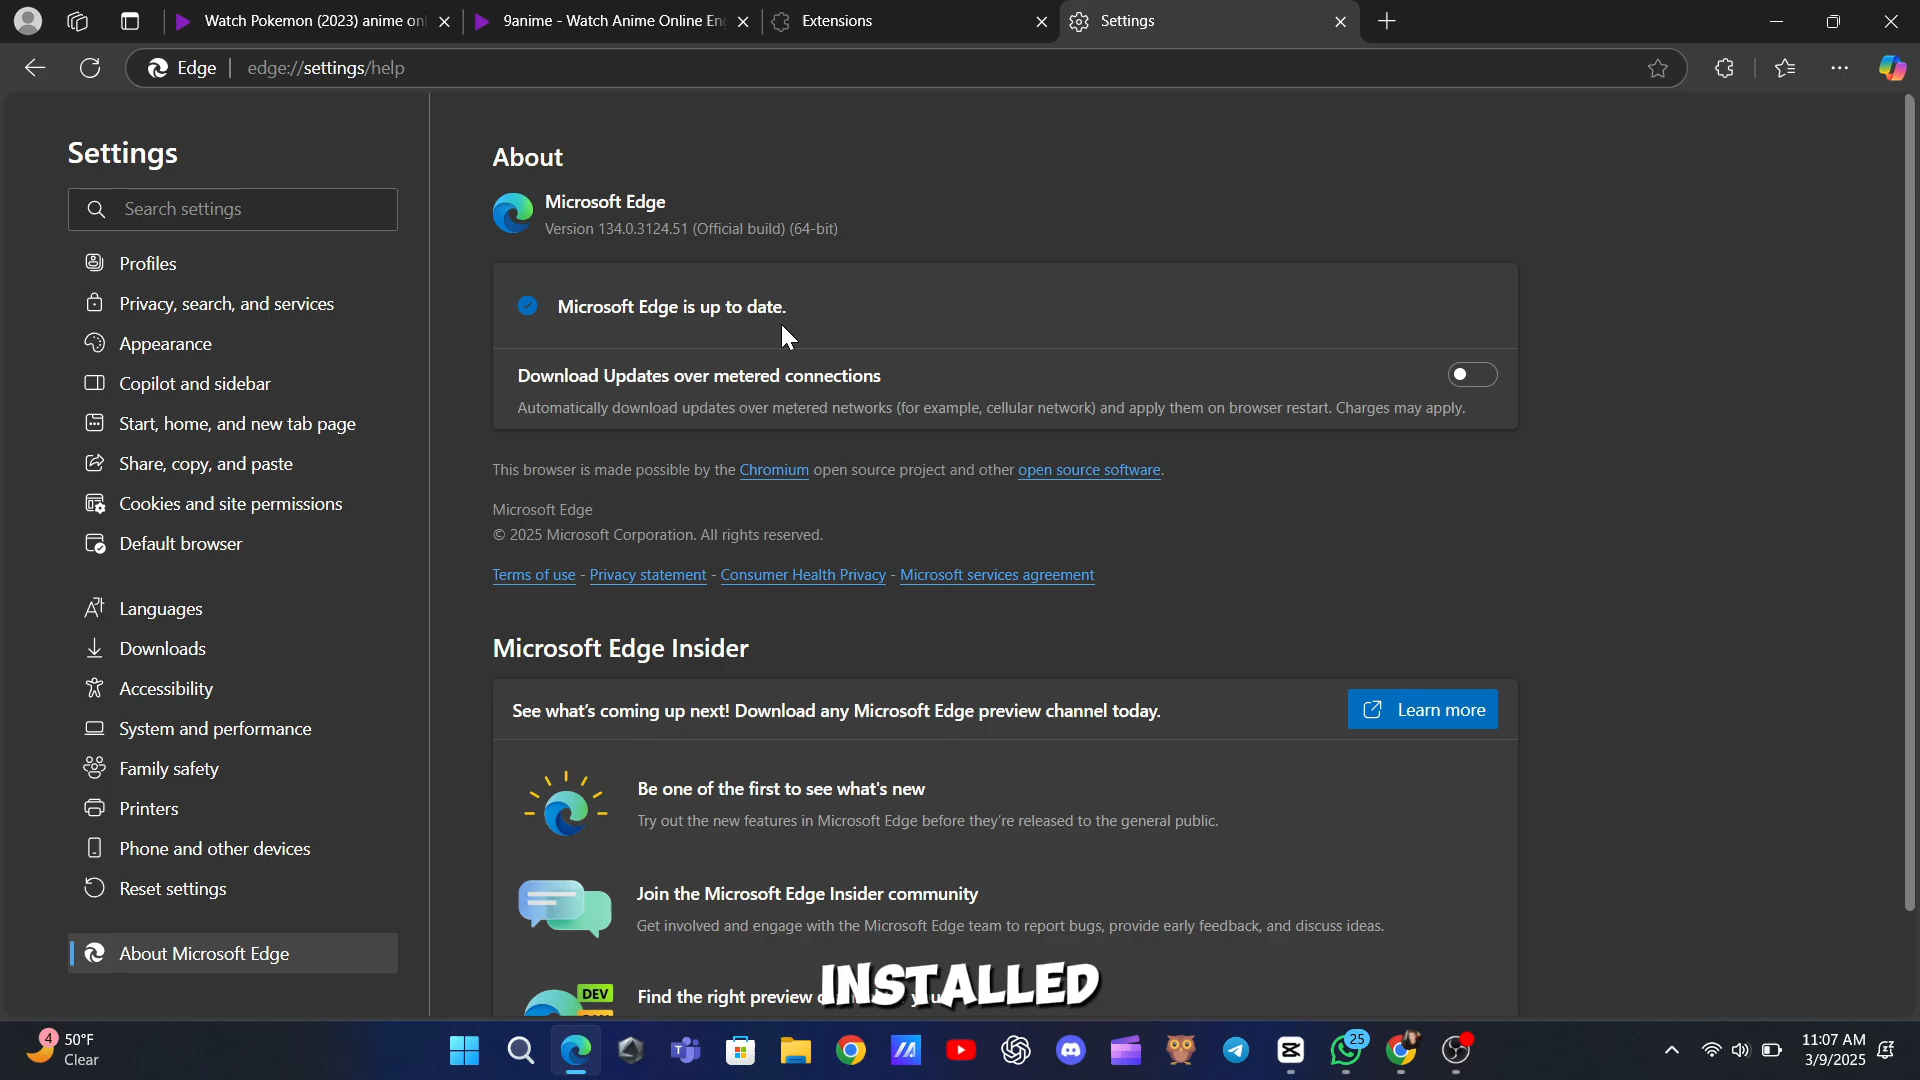 Watch Pokemon (2023) anime onl
9anime - Watch Anime Online En
Extensions
Settings
Edge
edge://settings/help
Settings
Search settings
Profiles
Privacy, search, and services
Appearance
Copilot and sidebar
Start, home, and new tab page
Share, copy, and paste
Cookies and site permissions
Default browser
Languages
Downloads
Accessibility
System and performance
Family safety
Printers
Phone and other devices
Reset settings
About Microsoft Edge
About
Microsoft Edge
Version 134.0.3124.51 (Official build) (64-bit)
Microsoft Edge is up to date.
Download Updates over metered connections
Automatically download updates over metered networks (for example, cellular network) and apply them on browser restart. Charges may apply.
This browser is made possible by the Chromium open source project and other open source software.
Microsoft Edge
© 2025 Microsoft Corporation. All rights reserved.
Terms of use - Privacy statement - Consumer Health Privacy - Microsoft services agreement
Microsoft Edge Insider
See what's coming up next! Download any Microsoft Edge preview channel today.
Learn more
Be one of the first to see what's new
Try out the new features in Microsoft Edge before they're released to the general public.
Join the Microsoft Edge Insider community
Get involved and engage with the Microsoft Edge team to report bugs, provide early feedback, and discuss ideas.
DEV
Find the right preview
INSTALLED
4
50°F
Clear
25
11:07 AM
3/9/2025